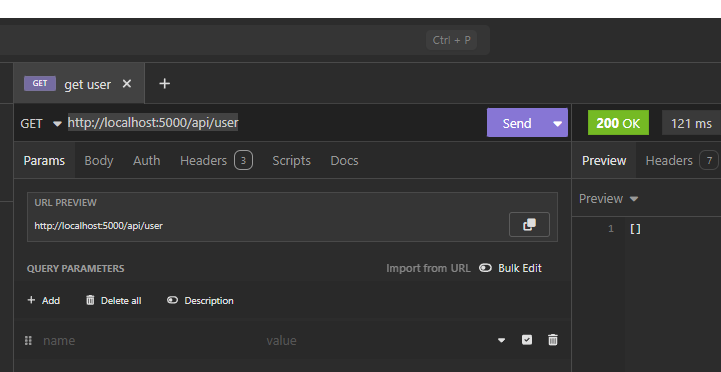 Ctrl + P
GET get user
GET http://localhost:5000/api/user Send 200 OK 121 ms
Params Body Auth Headers 3 Scripts Docs Preview Headers 7
URL PREVIEW
http://localhost:5000/api/user
Preview
1 []
QUERY PARAMETERS Import from URL Bulk Edit
+ Add Delete all Description
name value